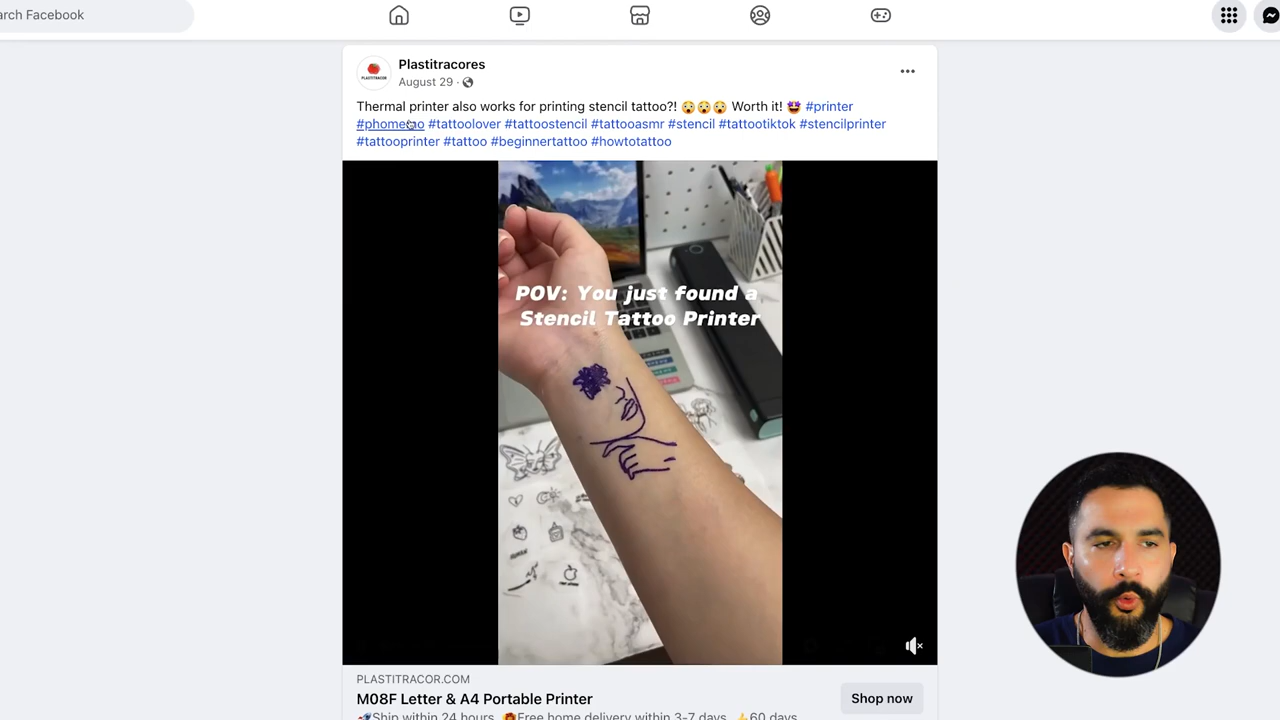 arch Facebook
PLASTITRACOR
Plastitracores
August 29 ·
Thermal printer also works for printing stencil tattoo?! 😲😲😲 Worth it! 🤩 #printer
#phomemo #tattoolover #tattoostencil #tattooasmr #stencil #tattootiktok #stencilprinter
#tattooprinter #tattoo #beginnertattoo #howtotattoo
POV: You just found a
Stencil Tattoo Printer
PLASTITRACOR.COM
M08F Letter & A4 Portable Printer
Shop now
🚀Ship within 24 hours 🎁Free home delivery within 3-7 days 👍60 days